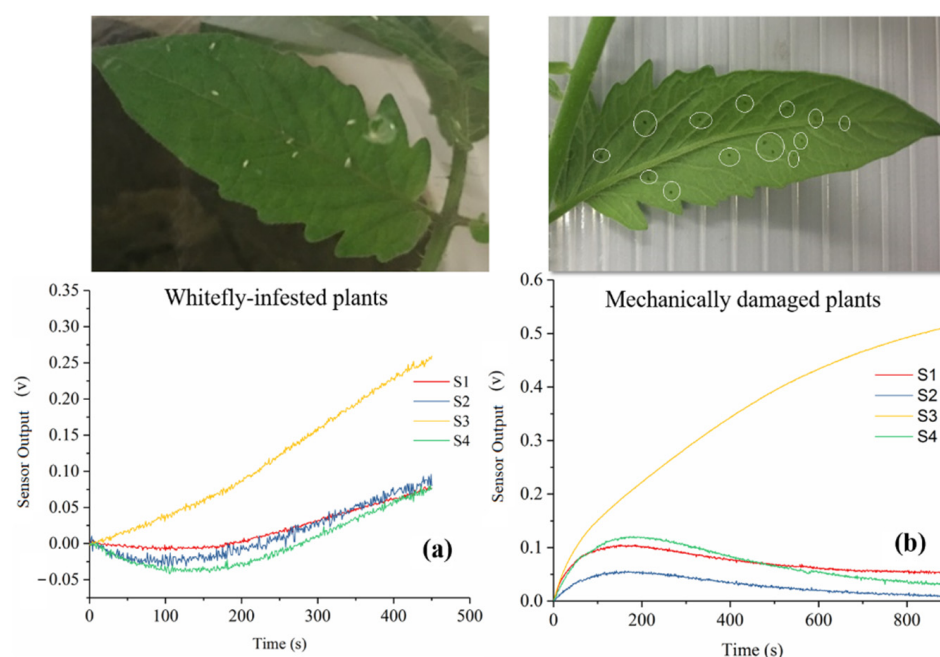 Whitefly-infested plants
0.35
0.30
0.25
0.20
0.15
0.10
0.05
0.00
−0.05
Sensor Output (v)
S1
S2
S3
S4
(a)
0
100
200
300
400
500
Time (s)
Mechanically damaged plants
0.6
0.5
0.4
0.3
0.2
0.1
0.0
Sensor Output (v)
S1
S2
S3
S4
(b)
0
200
400
600
800
Time (s)